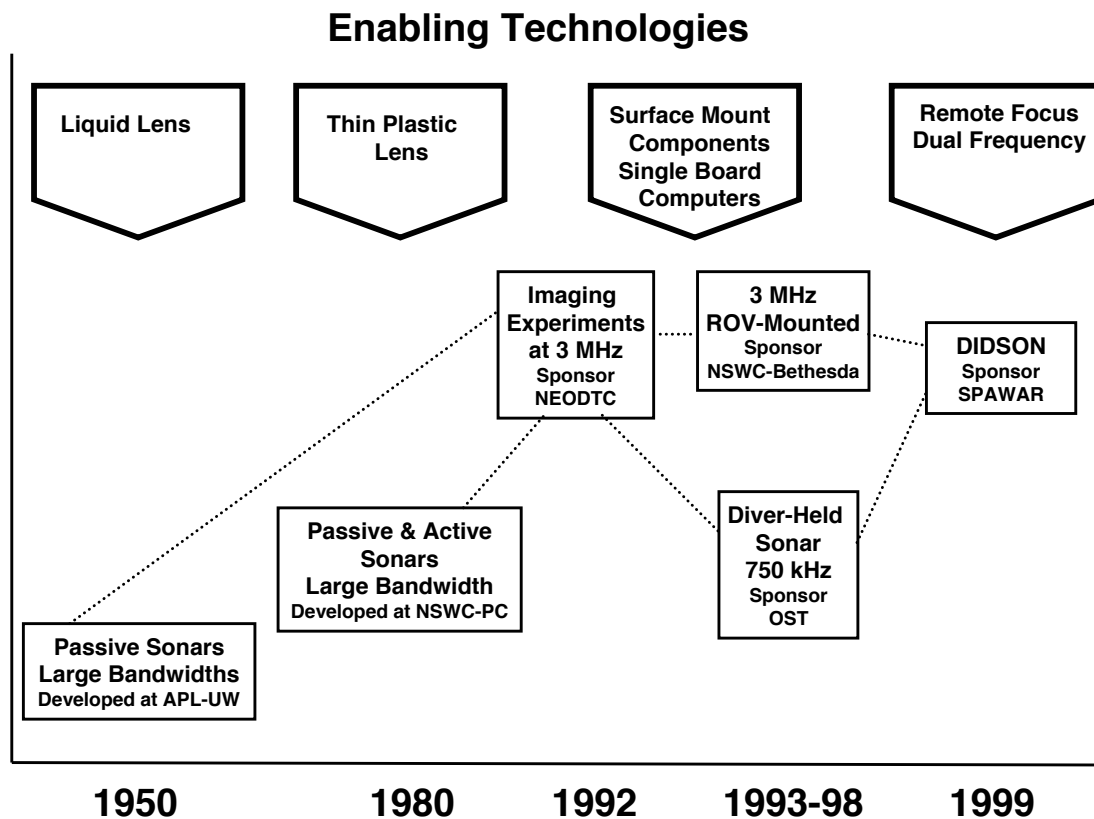 Enabling Technologies
Liquid Lens
Thin Plastic
Lens
Surface Mount
Components
Single Board
Computers
Remote Focus
Dual Frequency
Imaging
Experiments
at 3 MHz
Sponsor
NEODTC
3 MHz
ROV-Mounted
Sponsor
NSWC-Bethesda
DIDSON
Sponsor
SPAWAR
Passive & Active
Sonars
Large Bandwidth
Developed at NSWC-PC
Diver-Held
Sonar
750 kHz
Sponsor
OST
Passive Sonars
Large Bandwidths
Developed at APL-UW
1950 1980 1992 1993-98 1999